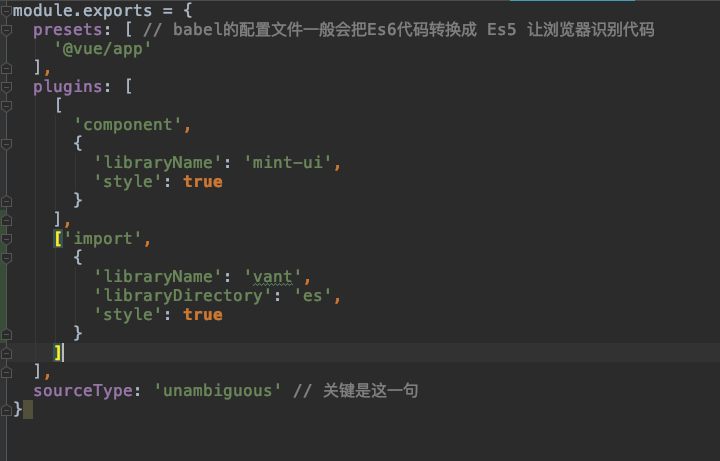 module.exports = {
  presets: [ // babel的配置文件一般会把Es6代码转换成 Es5 让浏览器识别代码
    '@vue/app'
  ],
  plugins: [
    [
      'component',
      {
        'libraryName': 'mint-ui',
        'style': true
      }
    ],
    ['import',
      {
        'libraryName': 'vant',
        'libraryDirectory': 'es',
        'style': true
      }
    ]
  ],
  sourceType: 'unambiguous' // 关键是这一句
}